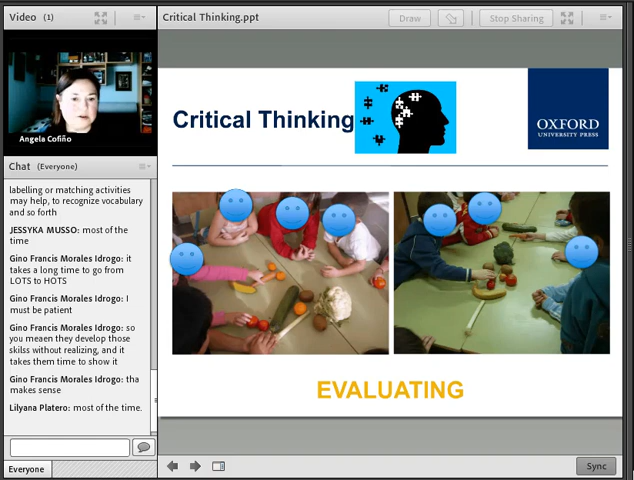 Video (1)
Angela Cofiño
Chat (Everyone)
labelling or matching activities
may help, to recognize vocabulary
and so forth
JESSYKA MUSSO: most of the
time
Gino Francis Morales Idrogo: it
takes a long time to go from
LOTS to HOTS
Gino Francis Morales Idrogo: I
must be patient
Gino Francis Morales Idrogo: so
you meaen they develop those
skilss without realizing, and it
takes them time to show it
Gino Francis Morales Idrogo: tha
makes sense
Lilyana Platero: most of the time.
Everyone
Critical Thinking.ppt
Draw
Stop Sharing
Critical Thinking
OXFORD
UNIVERSITY PRESS
EVALUATING
Sync